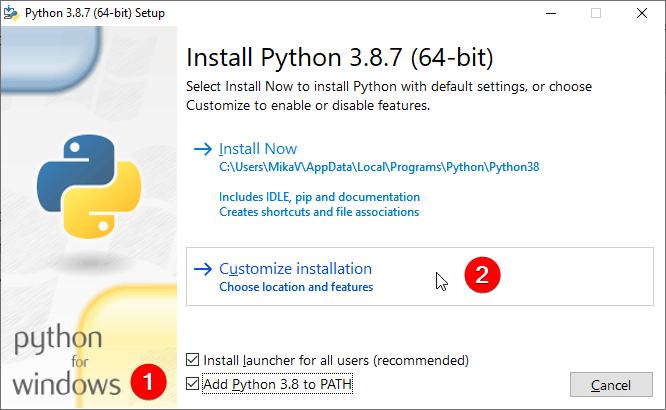 Python 3.8.7 (64-bit) Setup
Install Python 3.8.7 (64-bit)
Select Install Now to install Python with default settings, or choose
Customize to enable or disable features.
Install Now
C:\Users\MikaV\AppData\Local\Programs\Python\Python38
Includes IDLE, pip and documentation
Creates shortcuts and file associations
Customize installation
Choose location and features
2
python
for
windows
1
Install launcher for all users (recommended)
Add Python 3.8 to PATH
Cancel